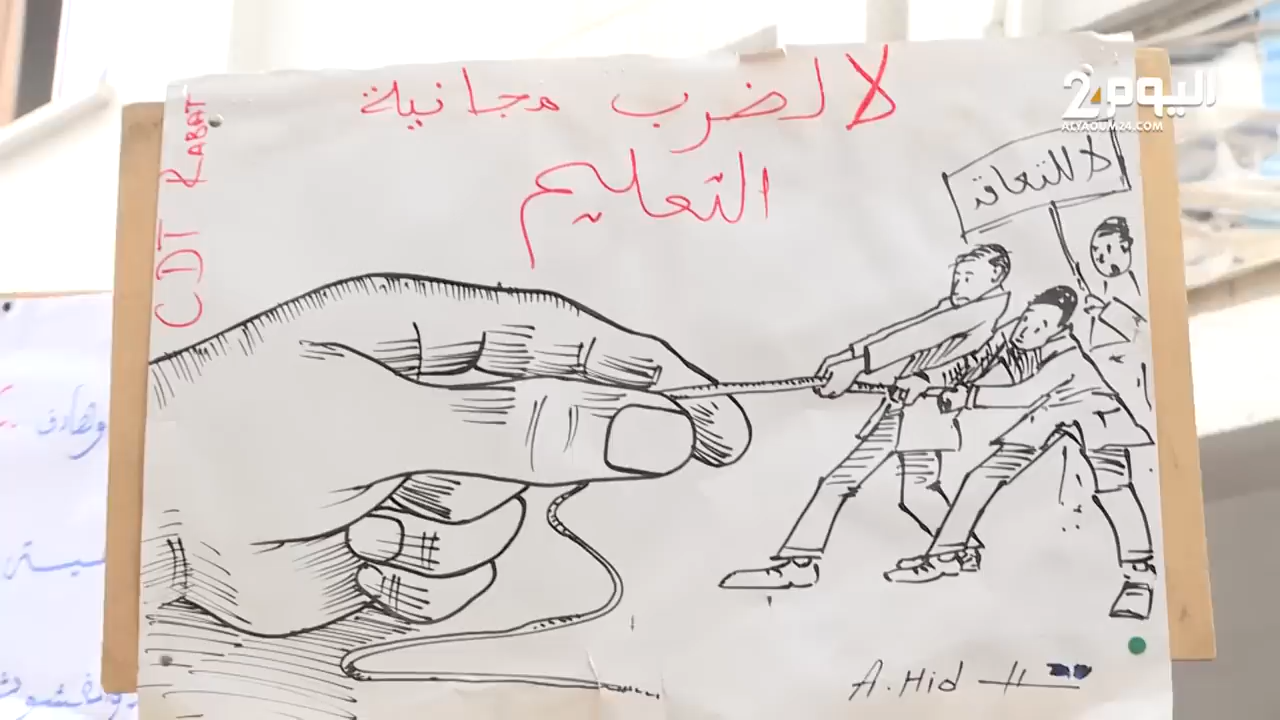 لا لضرب مجانية
التعليم
CDT RABAT
لا للتعاقد
A. Hid
اليوم 24
ALYAOUM24.COM